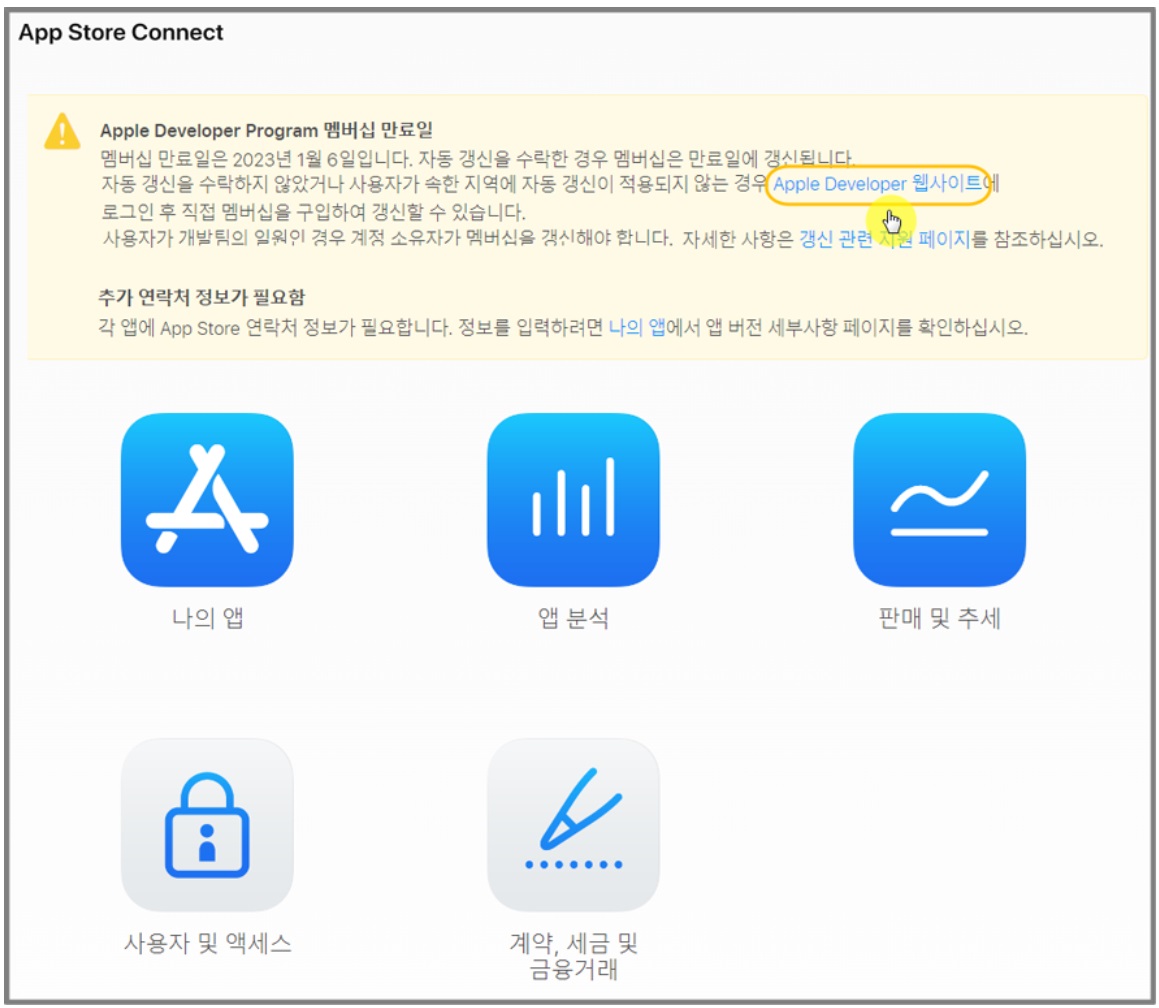 App Store Connect
Apple Developer Program 멤버십 만료일
멤버십 만료일은 2023년 1월 6일입니다. 자동 갱신을 수락한 경우 멤버십은 만료일에 갱신됩니다.
자동 갱신을 수락하지 않았거나 사용자가 속한 지역에 자동 갱신이 적용되지 않는 경우 Apple Developer 웹사이트에
로그인 후 직접 멤버십을 구입하여 갱신할 수 있습니다.
사용자가 개발팀의 일원인 경우 계정 소유자가 멤버십을 갱신해야 합니다. 자세한 사항은 갱신 관련 지원 페이지를 참조하십시오.
추가 연락처 정보가 필요함
각 앱에 App Store 연락처 정보가 필요합니다. 정보를 입력하려면 나의 앱에서 앱 버전 세부사항 페이지를 확인하십시오.
나의 앱
앱 분석
판매 및 추세
사용자 및 액세스
계약, 세금 및
금융거래